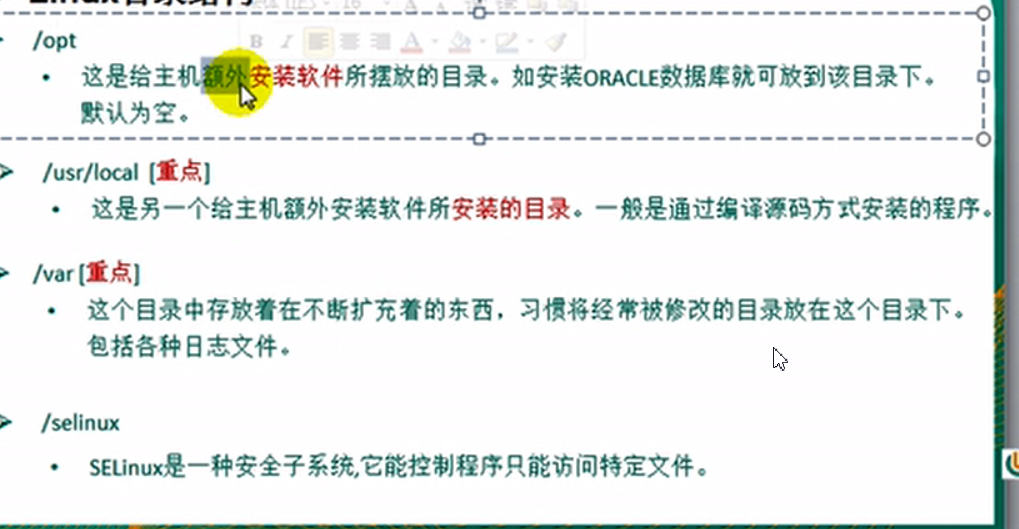 Linux目录结构
/opt
这是给主机额外安装软件所摆放的目录。如安装ORACLE数据库就可放到该目录下。
默认为空。
/usr/local [重点]
这是另一个给主机额外安装软件所安装的目录。一般是通过编译源码方式安装的程序。
/var [重点]
这个目录中存放着在不断扩充着的东西，习惯将经常被修改的目录放在这个目录下。
包括各种日志文件。
/selinux
SELinux是一种安全子系统,它能控制程序只能访问特定文件。